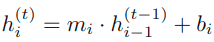 h_i^{(t)} = m_i · h_{i-1}^{(t-1)} + b_i